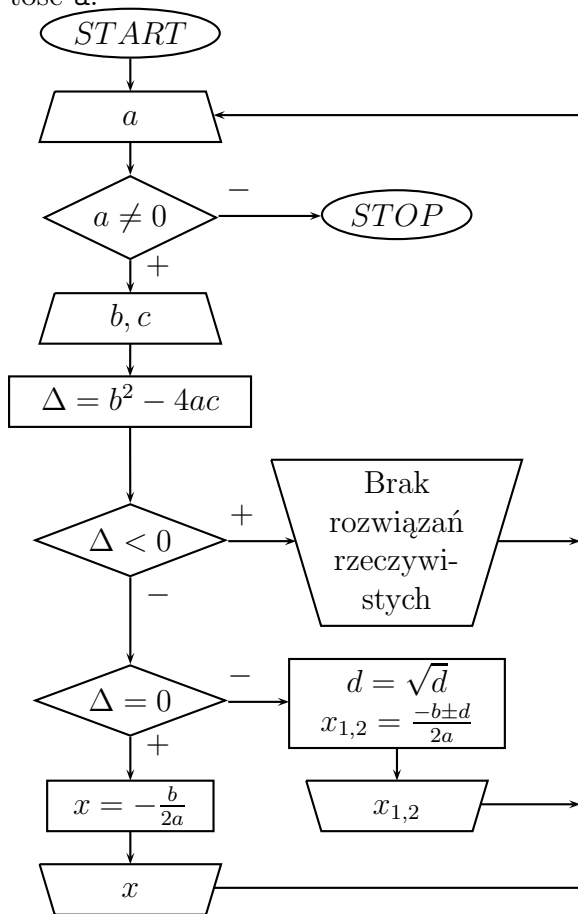 tość a.
START
a
a ≠ 0
−
STOP
+
b, c
Δ = b² − 4ac
Δ < 0
+
Brak
rozwiązań
rzeczywi-
stych
−
Δ = 0
−
d = √d
x₁,₂ = (−b±d)/(2a)
+
x = −b/(2a)
x₁,₂
x